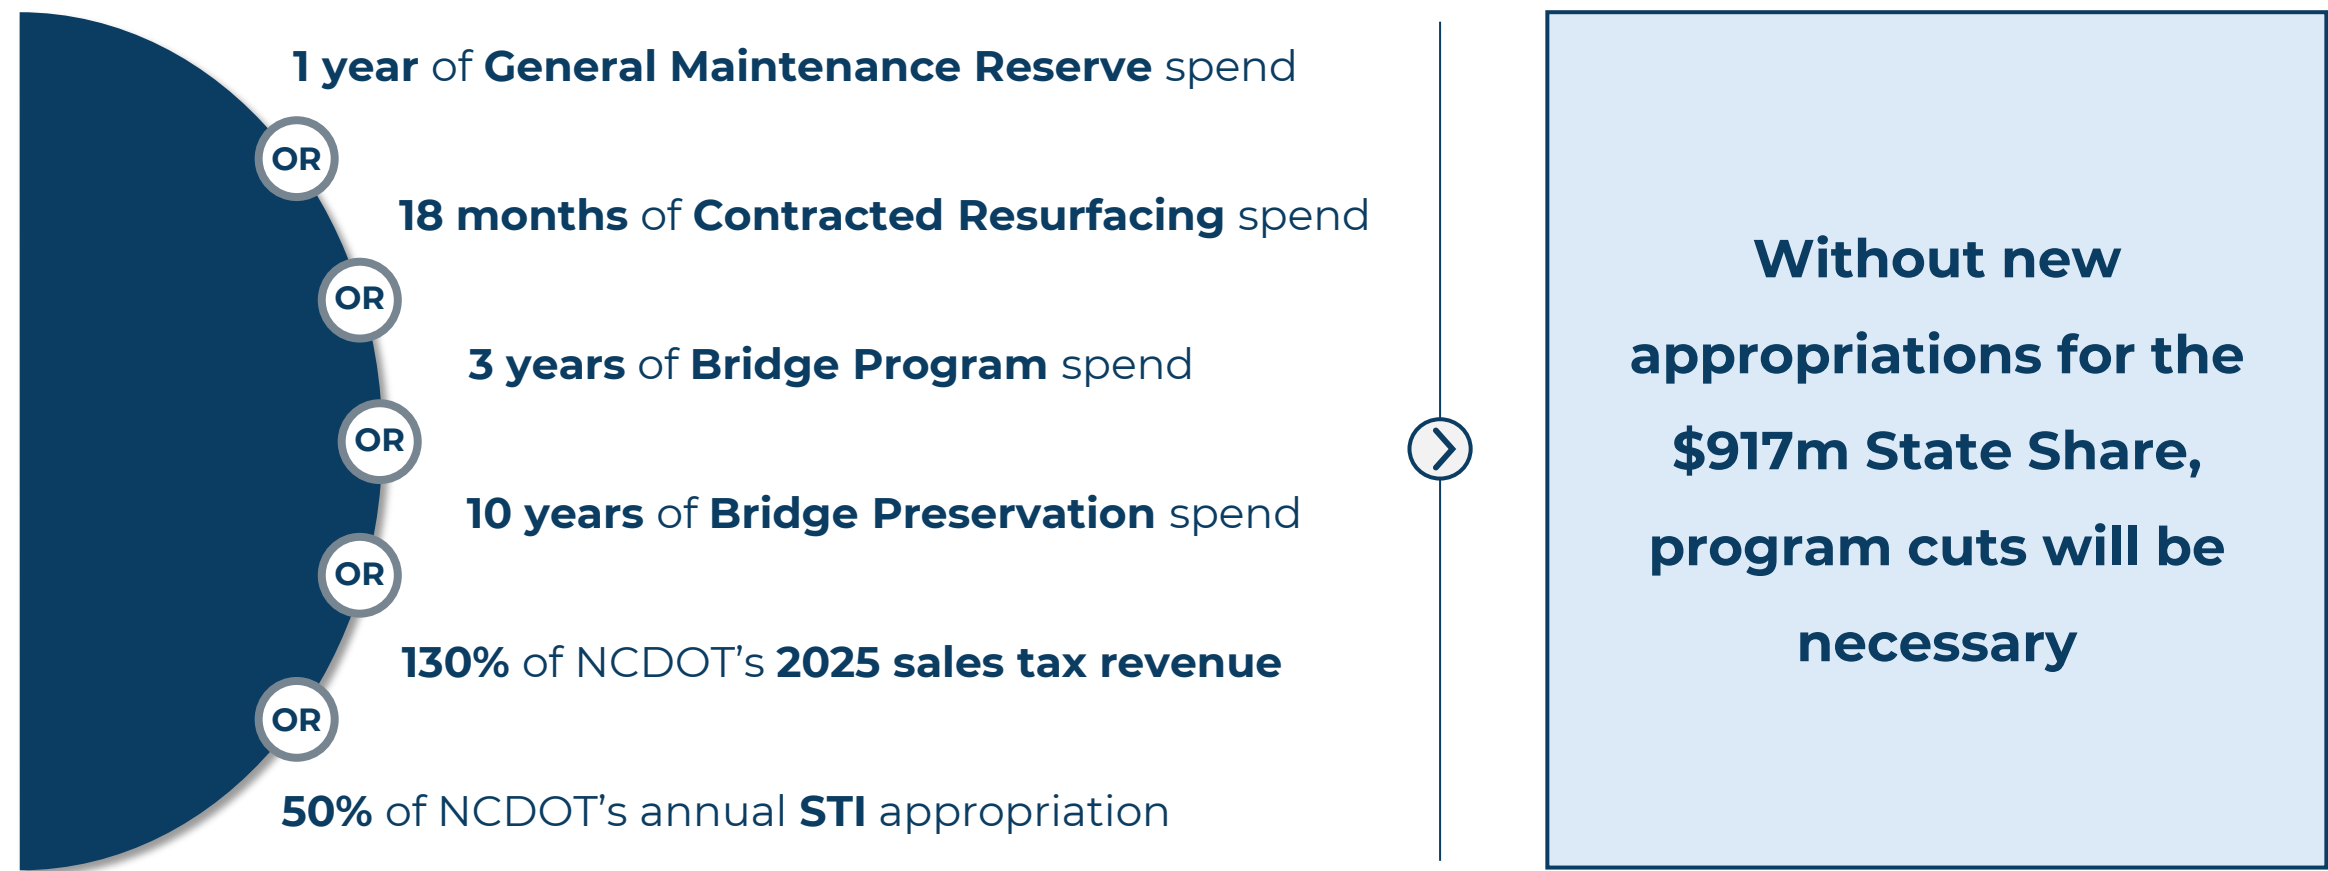 1 year of General Maintenance Reserve spend
OR
18 months of Contracted Resurfacing spend
OR
3 years of Bridge Program spend
OR
10 years of Bridge Preservation spend
OR
130% of NCDOT’s 2025 sales tax revenue
OR
50% of NCDOT’s annual STI appropriation
Without new
appropriations for the
$917m State Share,
program cuts will be
necessary